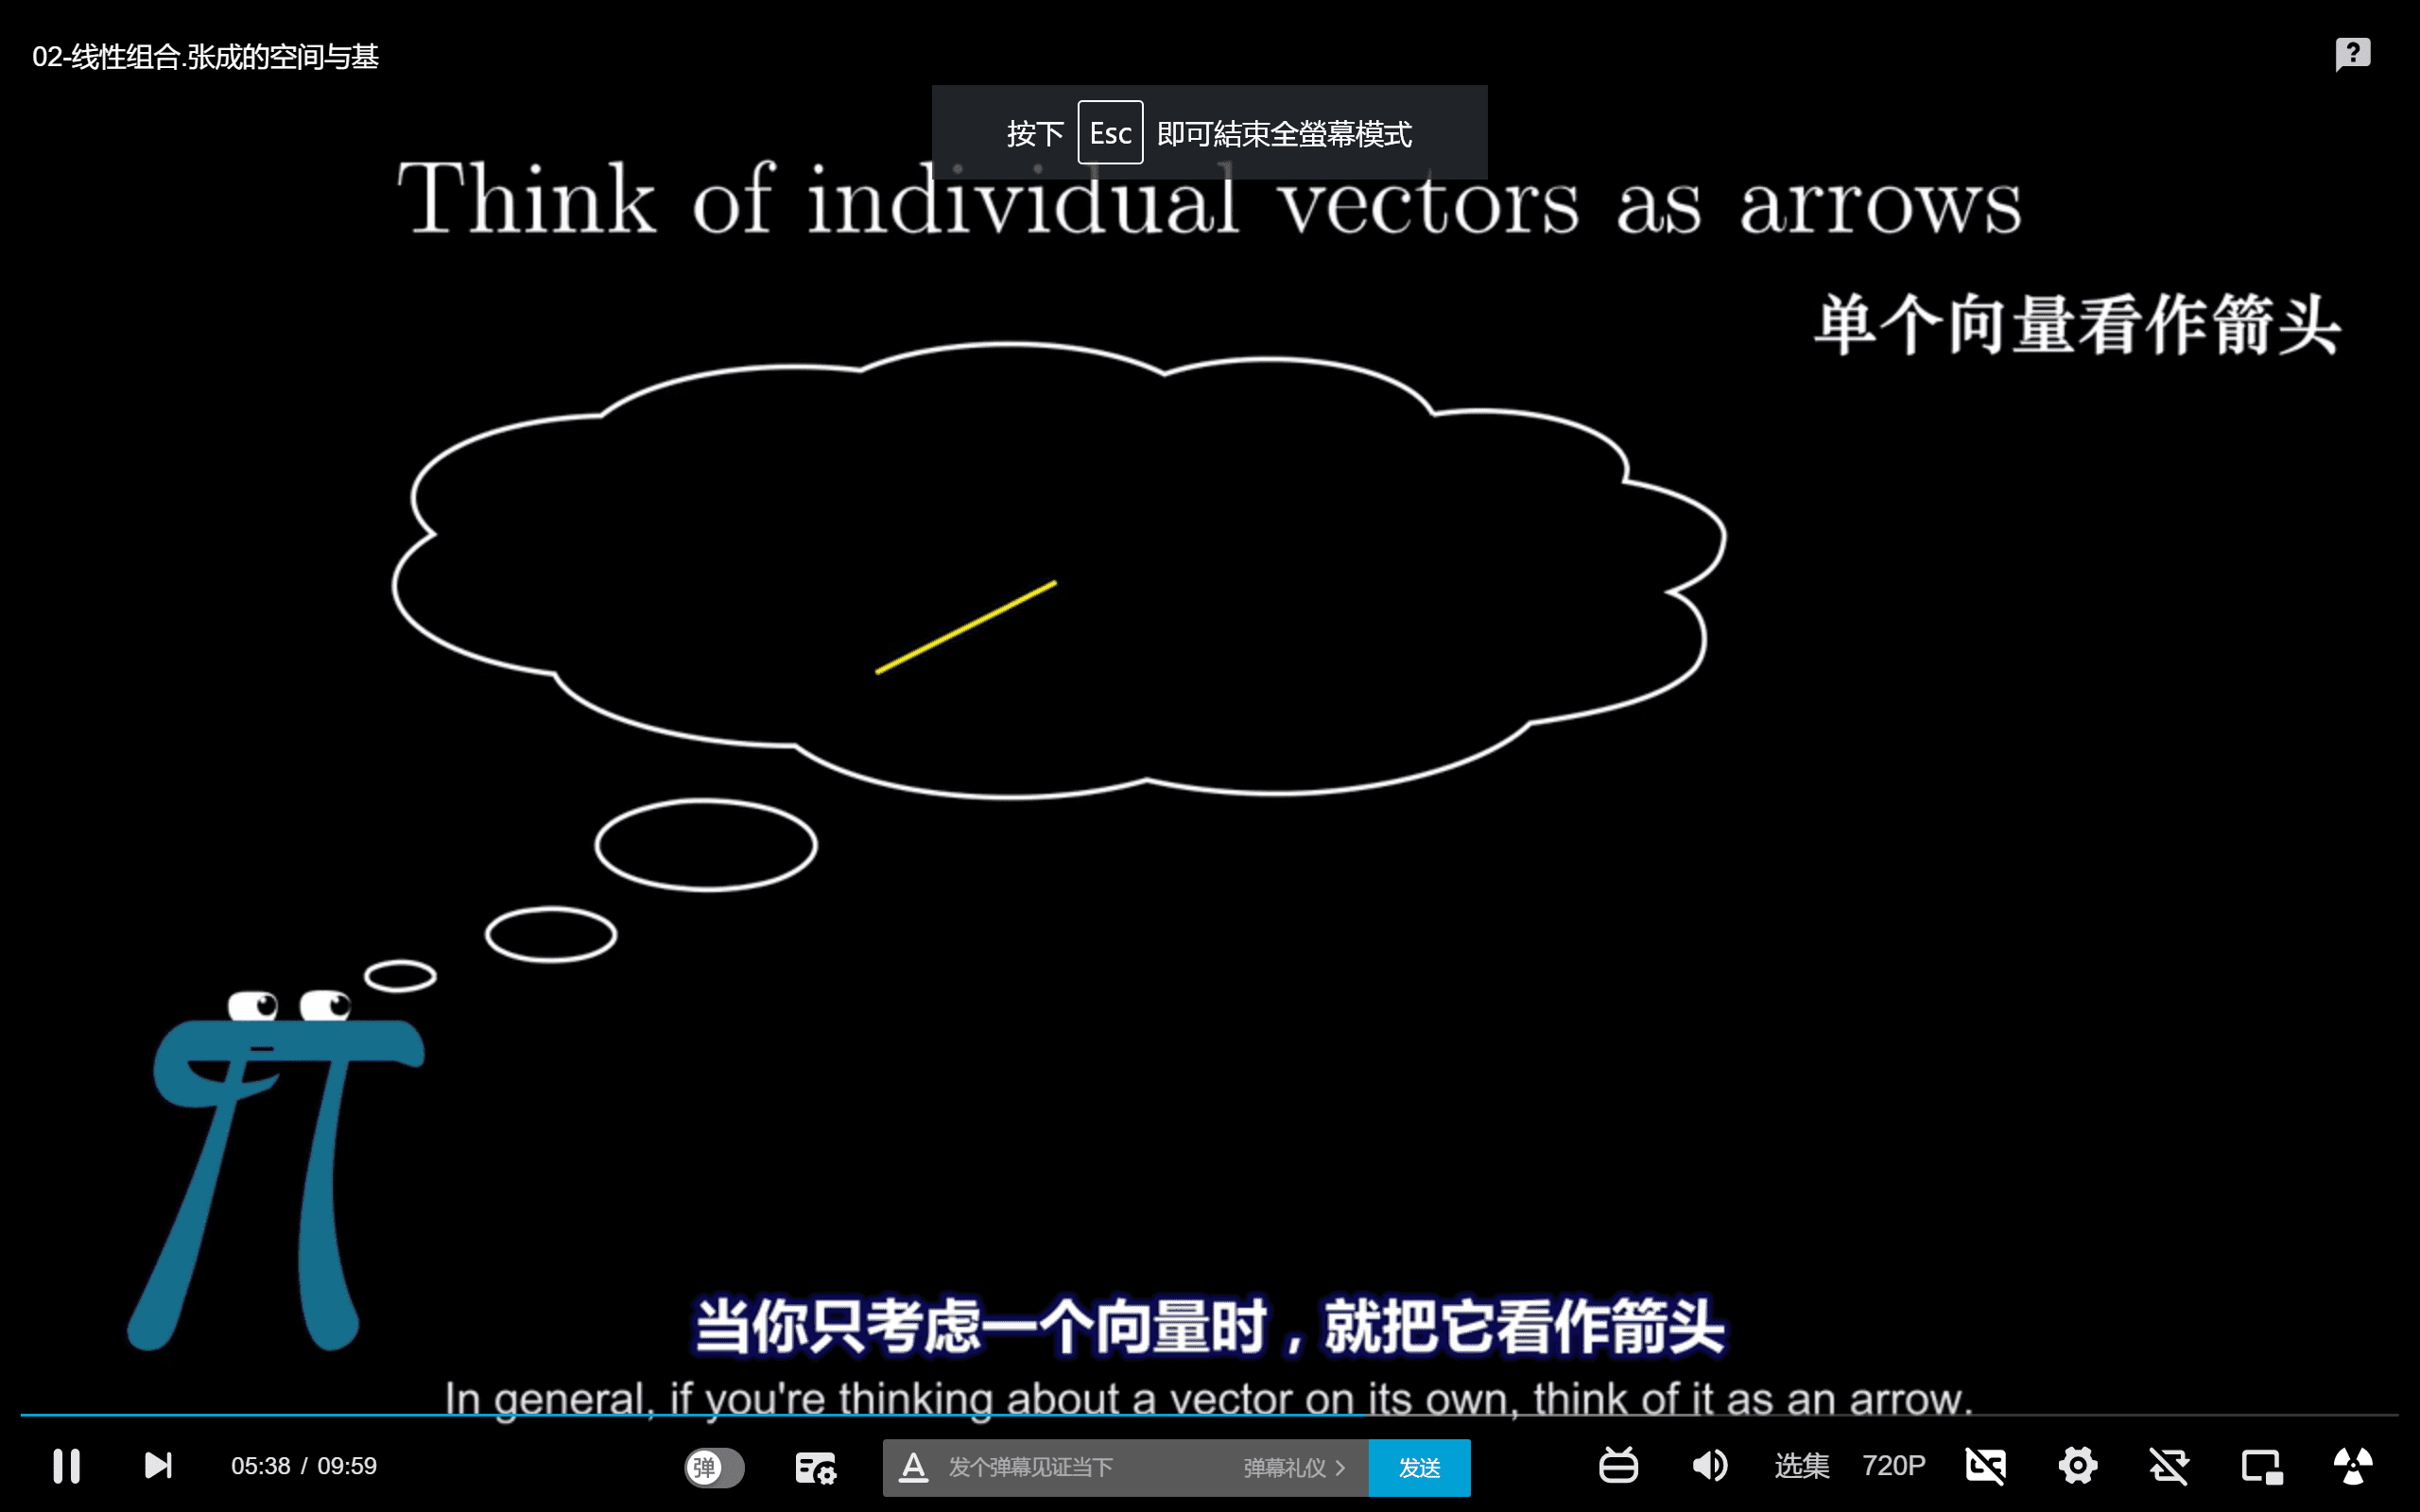 02-线性组合.张成的空间与基
按下 Esc 即可結束全螢幕模式
Think of individual vectors as arrows
单个向量看作箭头
当你只考虑一个向量时，就把它看作箭头
In general, if you're thinking about a vector on its own, think of it as an arrow.
05:38 / 09:59 弹 A 发个弹幕见证当下 弹幕礼仪 > 发送 选集 720P